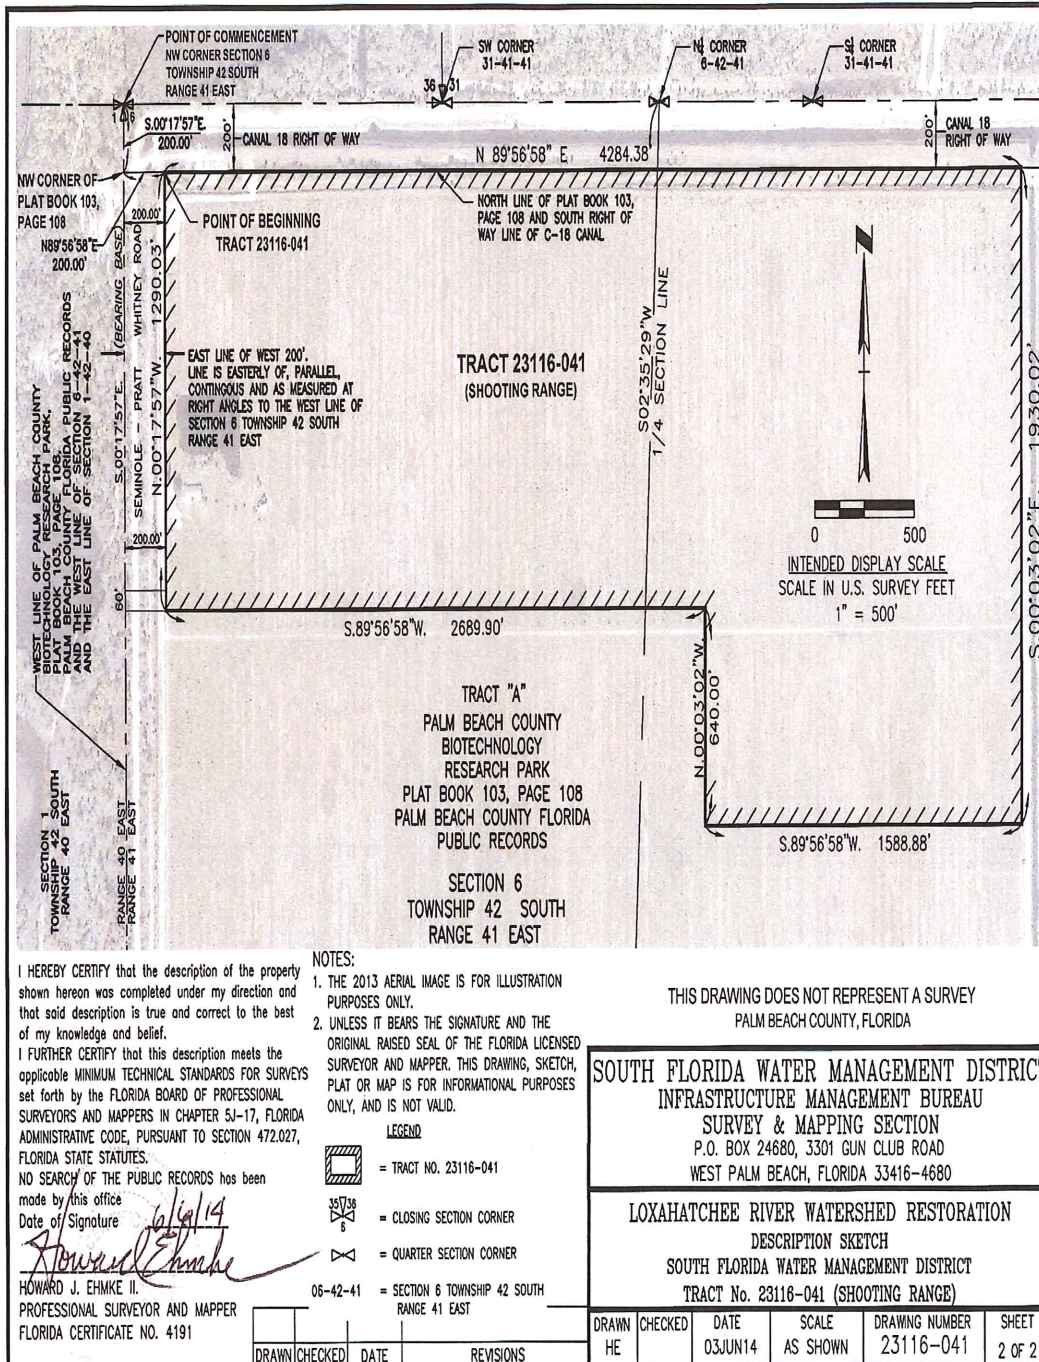 POINT OF COMMENCEMENT
NW CORNER SECTION 6
TOWNSHIP 42 SOUTH
RANGE 41 EAST
SW CORNER
31-41-41
36 31
N¼ CORNER
6-42-41
S¼ CORNER
31-41-41
1 6
S.00°17'57"E.
200.00'
200'
CANAL 18 RIGHT OF WAY
200'
CANAL 18
RIGHT OF WAY
N 89°56'58" E 4284.38'
NW CORNER OF
PLAT BOOK 103,
PAGE 108
N89°56'58"E
200.00'
200.00'
POINT OF BEGINNING
TRACT 23116-041
NORTH LINE OF PLAT BOOK 103,
PAGE 108 AND SOUTH RIGHT OF
WAY LINE OF C-18 CANAL
S.00°17'57"E. (BEARING BASE)
SEMINOLE - PRATT WHITNEY ROAD
N.00°17'57"W. 1290.03'
EAST LINE OF WEST 200'.
LINE IS EASTERLY OF, PARALLEL,
CONTINGOUS AND AS MEASURED AT
RIGHT ANGLES TO THE WEST LINE OF
SECTION 6 TOWNSHIP 42 SOUTH
RANGE 41 EAST
TRACT 23116-041
(SHOOTING RANGE)
S02°35'29"W
1/4 SECTION LINE
N
0 500
INTENDED DISPLAY SCALE
SCALE IN U.S. SURVEY FEET
1" = 500'
S.00°03'02"E. 1930.02'
WEST LINE OF PALM BEACH COUNTY
BIOTECHNOLOGY RESEARCH PARK,
PLAT BOOK 103, PAGE 108,
PALM BEACH COUNTY FLORIDA PUBLIC RECORDS
AND THE WEST LINE OF SECTION 6-42-41
AND THE EAST LINE OF SECTION 1-42-40
200.00'
60'
S.89°56'58"W. 2689.90'
N.00°03'02"W.
640.00'
S.89°56'58"W. 1588.88'
TRACT "A"
PALM BEACH COUNTY
BIOTECHNOLOGY
RESEARCH PARK
PLAT BOOK 103, PAGE 108
PALM BEACH COUNTY FLORIDA
PUBLIC RECORDS
SECTION 6
TOWNSHIP 42 SOUTH
RANGE 41 EAST
SECTION 1
TOWNSHIP 42 SOUTH
RANGE 40 EAST
RANGE 40 EAST
RANGE 41 EAST
I HEREBY CERTIFY that the description of the property
shown hereon was completed under my direction and
that said description is true and correct to the best
of my knowledge and belief.
I FURTHER CERTIFY that this description meets the
applicable MINIMUM TECHNICAL STANDARDS FOR SURVEYS
set forth by the FLORIDA BOARD OF PROFESSIONAL
SURVEYORS AND MAPPERS IN CHAPTER 5J-17, FLORIDA
ADMINISTRATIVE CODE, PURSUANT TO SECTION 472.027,
FLORIDA STATE STATUTES.
NO SEARCH OF THE PUBLIC RECORDS has been
made by this office
Date of Signature 6/6/14
Howard Ehmke
HOWARD J. EHMKE II.
PROFESSIONAL SURVEYOR AND MAPPER
FLORIDA CERTIFICATE NO. 4191
NOTES:
1. THE 2013 AERIAL IMAGE IS FOR ILLUSTRATION
PURPOSES ONLY.
2. UNLESS IT BEARS THE SIGNATURE AND THE
ORIGINAL RAISED SEAL OF THE FLORIDA LICENSED
SURVEYOR AND MAPPER. THIS DRAWING, SKETCH,
PLAT OR MAP IS FOR INFORMATIONAL PURPOSES
ONLY, AND IS NOT VALID.
LEGEND
= TRACT NO. 23116-041
35 36
6
= CLOSING SECTION CORNER
= QUARTER SECTION CORNER
06-42-41 = SECTION 6 TOWNSHIP 42 SOUTH
RANGE 41 EAST
DRAWN CHECKED DATE REVISIONS
THIS DRAWING DOES NOT REPRESENT A SURVEY
PALM BEACH COUNTY, FLORIDA
SOUTH FLORIDA WATER MANAGEMENT DISTRICT
INFRASTRUCTURE MANAGEMENT BUREAU
SURVEY & MAPPING SECTION
P.O. BOX 24680, 3301 GUN CLUB ROAD
WEST PALM BEACH, FLORIDA 33416-4680
LOXAHATCHEE RIVER WATERSHED RESTORATION
DESCRIPTION SKETCH
SOUTH FLORIDA WATER MANAGEMENT DISTRICT
TRACT No. 23116-041 (SHOOTING RANGE)
DRAWN CHECKED DATE SCALE DRAWING NUMBER SHEET
HE 03JUN14 AS SHOWN 23116-041 2 OF 2